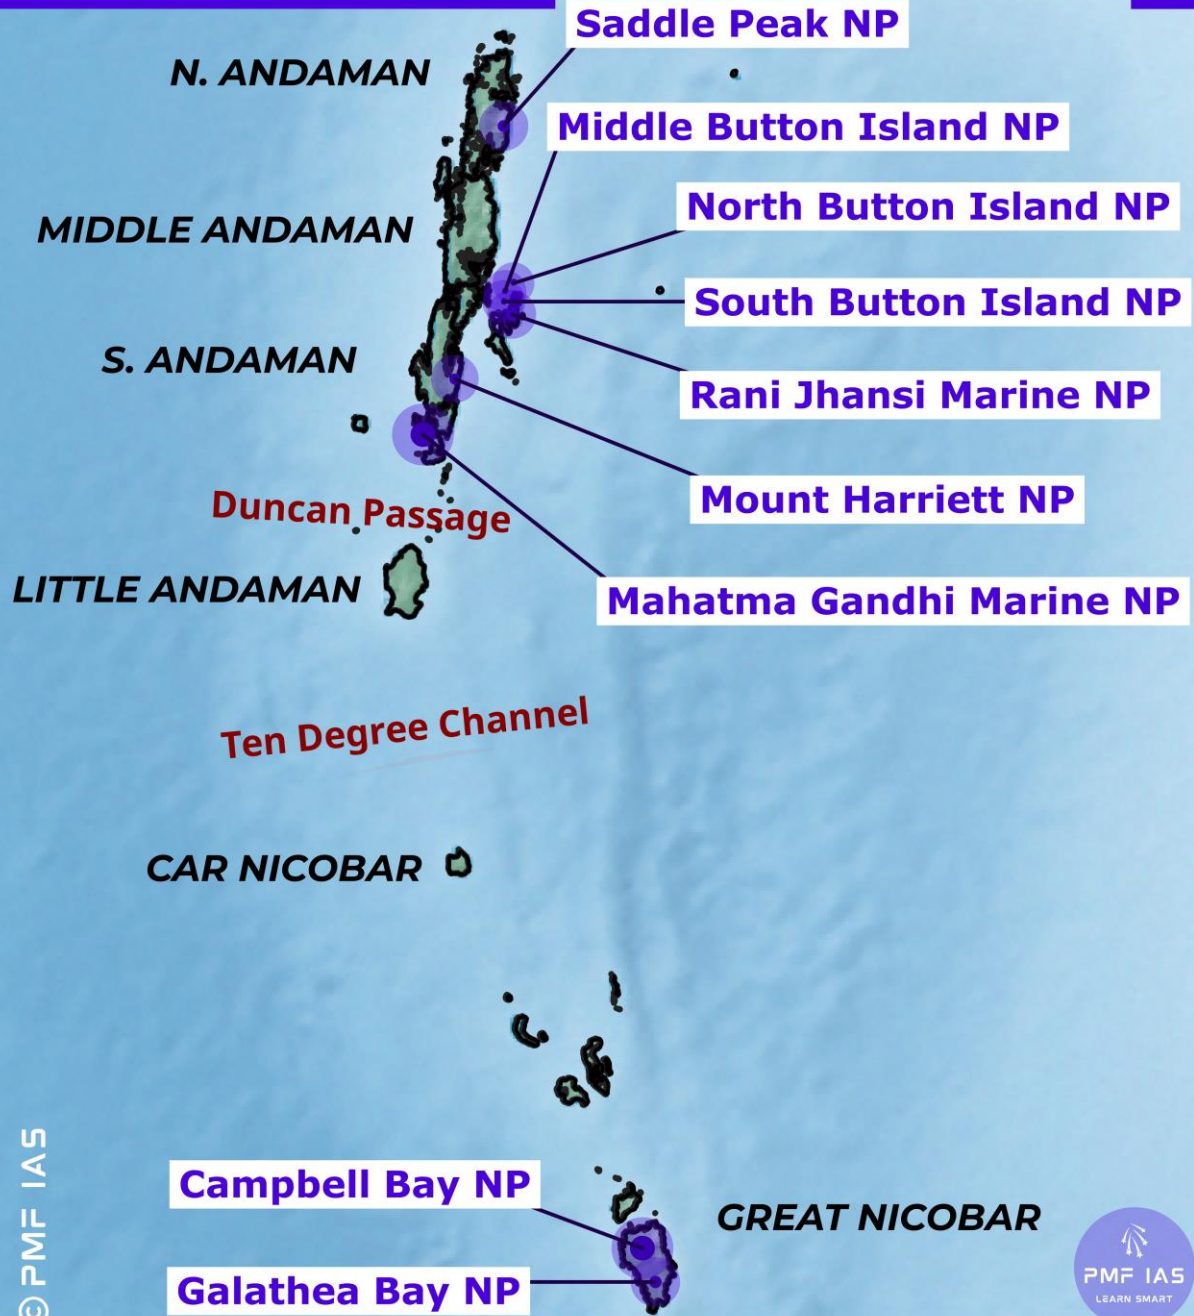 Saddle Peak NP
N. ANDAMAN
Middle Button Island NP
North Button Island NP
MIDDLE ANDAMAN
South Button Island NP
S. ANDAMAN
Rani Jhansi Marine NP
Mount Harriett NP
Duncan Passage
LITTLE ANDAMAN
Mahatma Gandhi Marine NP
Ten Degree Channel
CAR NICOBAR
Campbell Bay NP
GREAT NICOBAR
Galathea Bay NP
© PMF IAS
PMF IAS
LEARN SMART